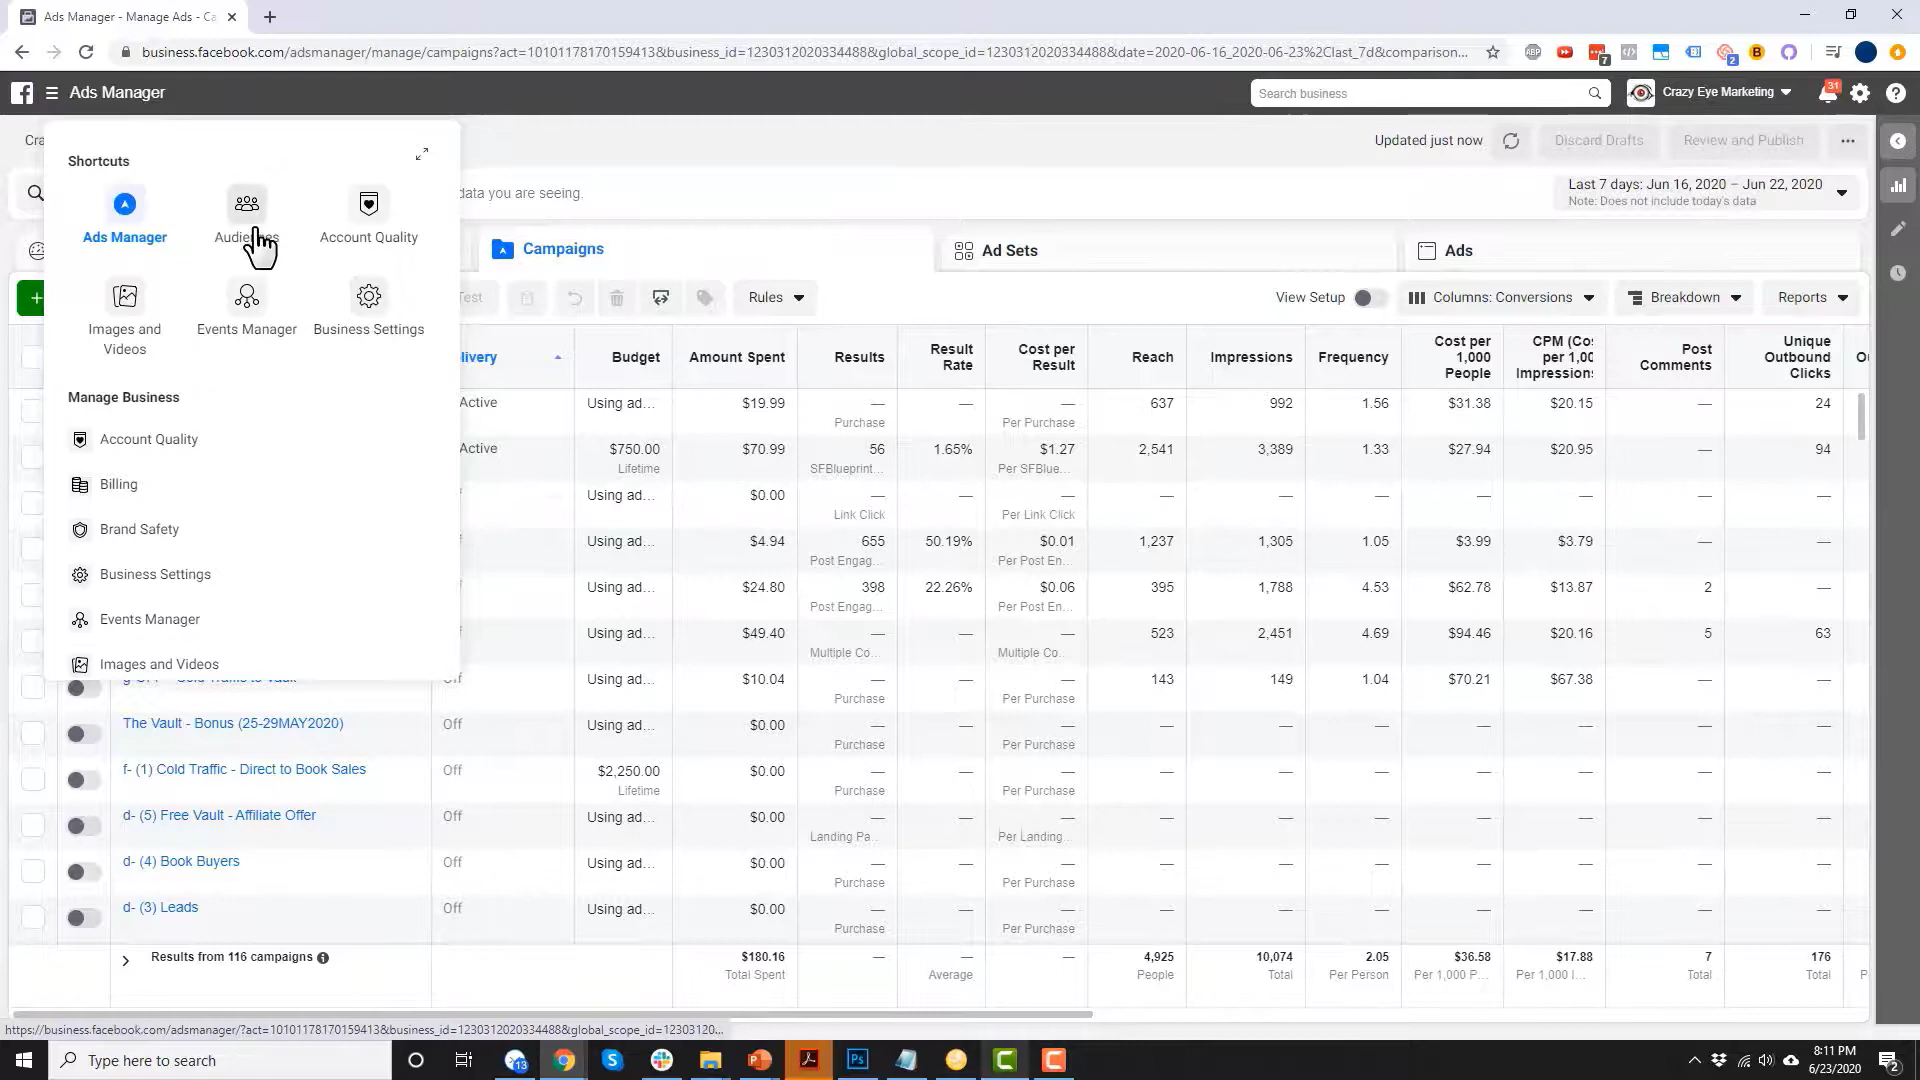 Ads Manager - Manage Ads - Ca
business.facebook.com/adsmanager/manage/campaigns?act=10101178170159413&business_id=1230312020334488&global_scope_id=1230312020334488&date=2020-06-16_2020-06-23%2Clast_7d&comparison...
7
2
Ads Manager
Search business
Crazy Eye Marketing
31
Cra
Updated just now
Discard Drafts
Review and Publish
Shortcuts
data you are seeing.
Last 7 days: Jun 16, 2020 – Jun 22, 2020
Note: Does not include today's data
Ads Manager
Account Quality
Campaigns
Ad Sets
Ads
Images and Videos
Events Manager
Business Settings
Test
Rules
View Setup
Columns: Conversions
Breakdown
Reports
livery
Budget
Amount Spent
Results
Result Rate
Cost per Result
Reach
Impressions
Frequency
Cost per 1,000 People
CPM (Cos per 1,00 Impressions
Post Comments
Unique Outbound Clicks
Manage Business
Account Quality
Billing
Brand Safety
Business Settings
Events Manager
Images and Videos
Active Using ad... $19.99 — — — 637 992 1.56 $31.38 $20.15 — 24
Purchase Per Purchase
Active $750.00 $70.99 56 1.65% $1.27 2,541 3,389 1.33 $27.94 $20.95 — 94
Lifetime SFBlueprint... Per SFBlue...
Using ad... $0.00 — — — — — — — — — —
Link Click Per Link Click
Using ad... $4.94 655 50.19% $0.01 1,237 1,305 1.05 $3.99 $3.79 — —
Post Engag... Per Post En...
Using ad... $24.80 398 22.26% $0.06 395 1,788 4.53 $62.78 $13.87 2 —
Post Engag... Per Post En...
Using ad... $49.40 — — — 523 2,451 4.69 $94.46 $20.16 5 63
Multiple Co... Multiple Co...
Using ad... $10.04 — — — 143 149 1.04 $70.21 $67.38 — —
Purchase Per Purchase
The Vault - Bonus (25-29MAY2020) Off Using ad... $0.00 — — — — — — — — — —
Purchase Per Purchase
f- (1) Cold Traffic - Direct to Book Sales Off $2,250.00 $0.00 — — — — — — — — — —
Lifetime Purchase Per Purchase
d- (5) Free Vault - Affiliate Offer Off Using ad... $0.00 — — — — — — — — — —
Landing Pa... Per Landing...
d- (4) Book Buyers Off Using ad... $0.00 — — — — — — — — — —
Purchase Per Purchase
d- (3) Leads Off Using ad... $0.00 — — — — — — — — — —
Purchase Per Purchase
Results from 116 campaigns $180.16 — — — 4,925 10,074 2.05 $36.58 $17.88 7 176
Total Spent Average People Total Per Person Per 1,000 P... Per 1,000 I... Total Total
https://business.facebook.com/adsmanager/?act=10101178170159413&business_id=1230312020334488&global_scope_id=12303120...
Type here to search
13
8:11 PM
6/23/2020
2